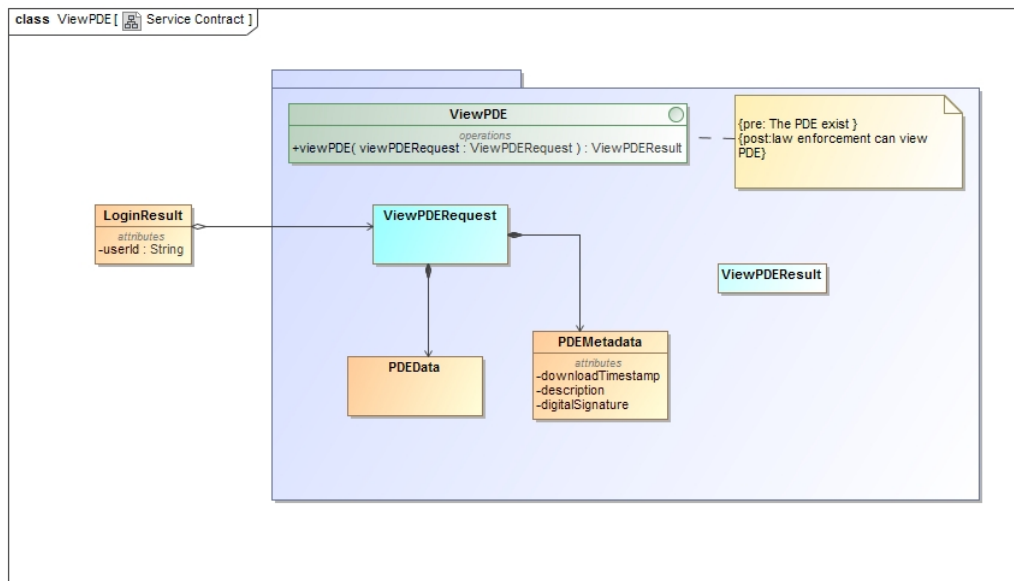 class ViewPDE [ Service Contract ]
ViewPDE
operations
+viewPDE( viewPDERequest : ViewPDERequest ) : ViewPDEResult
{pre: The PDE exist }
{post:law enforcement can view
PDE}
LoginResult
attributes
-userId : String
ViewPDERequest
ViewPDEResult
PDEData
PDEMetadata
attributes
-downloadTimestamp
-description
-digitalSignature